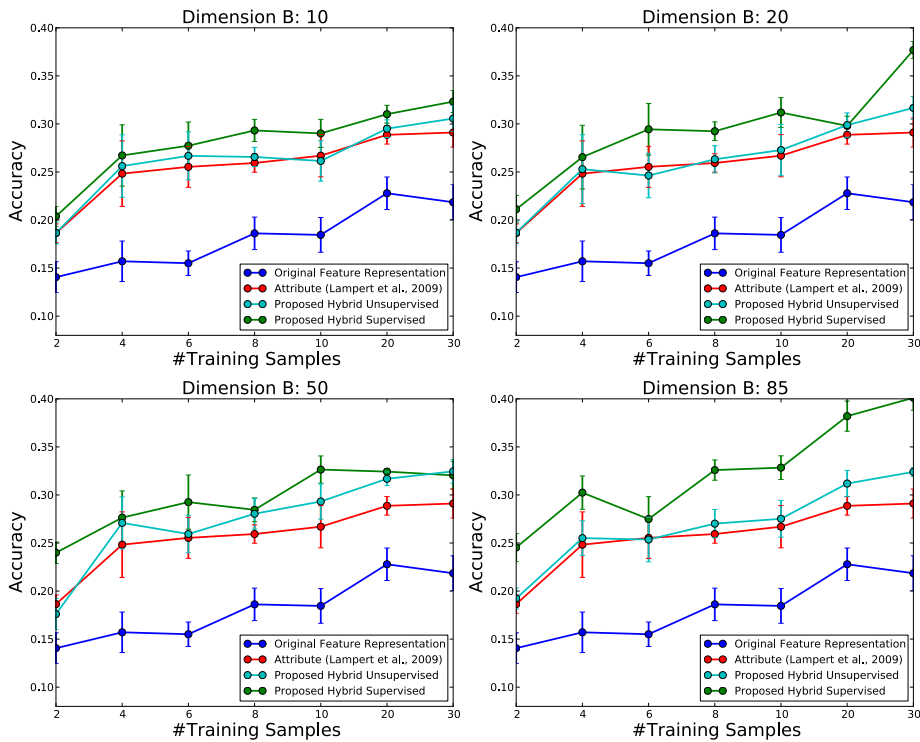 Dimension B: 10
0.40
0.35
0.30
0.25
0.20
0.15
0.10
Accuracy
2 4 6 8 10 20 30
#Training Samples
Original Feature Representation
Attribute (Lampert et al., 2009)
Proposed Hybrid Unsupervised
Proposed Hybrid Supervised
Dimension B: 20
0.40
0.35
0.30
0.25
0.20
0.15
0.10
Accuracy
2 4 6 8 10 20 30
#Training Samples
Original Feature Representation
Attribute (Lampert et al., 2009)
Proposed Hybrid Unsupervised
Proposed Hybrid Supervised
Dimension B: 50
0.40
0.35
0.30
0.25
0.20
0.15
0.10
Accuracy
2 4 6 8 10 20 30
#Training Samples
Original Feature Representation
Attribute (Lampert et al., 2009)
Proposed Hybrid Unsupervised
Proposed Hybrid Supervised
Dimension B: 85
0.40
0.35
0.30
0.25
0.20
0.15
0.10
Accuracy
2 4 6 8 10 20 30
#Training Samples
Original Feature Representation
Attribute (Lampert et al., 2009)
Proposed Hybrid Unsupervised
Proposed Hybrid Supervised